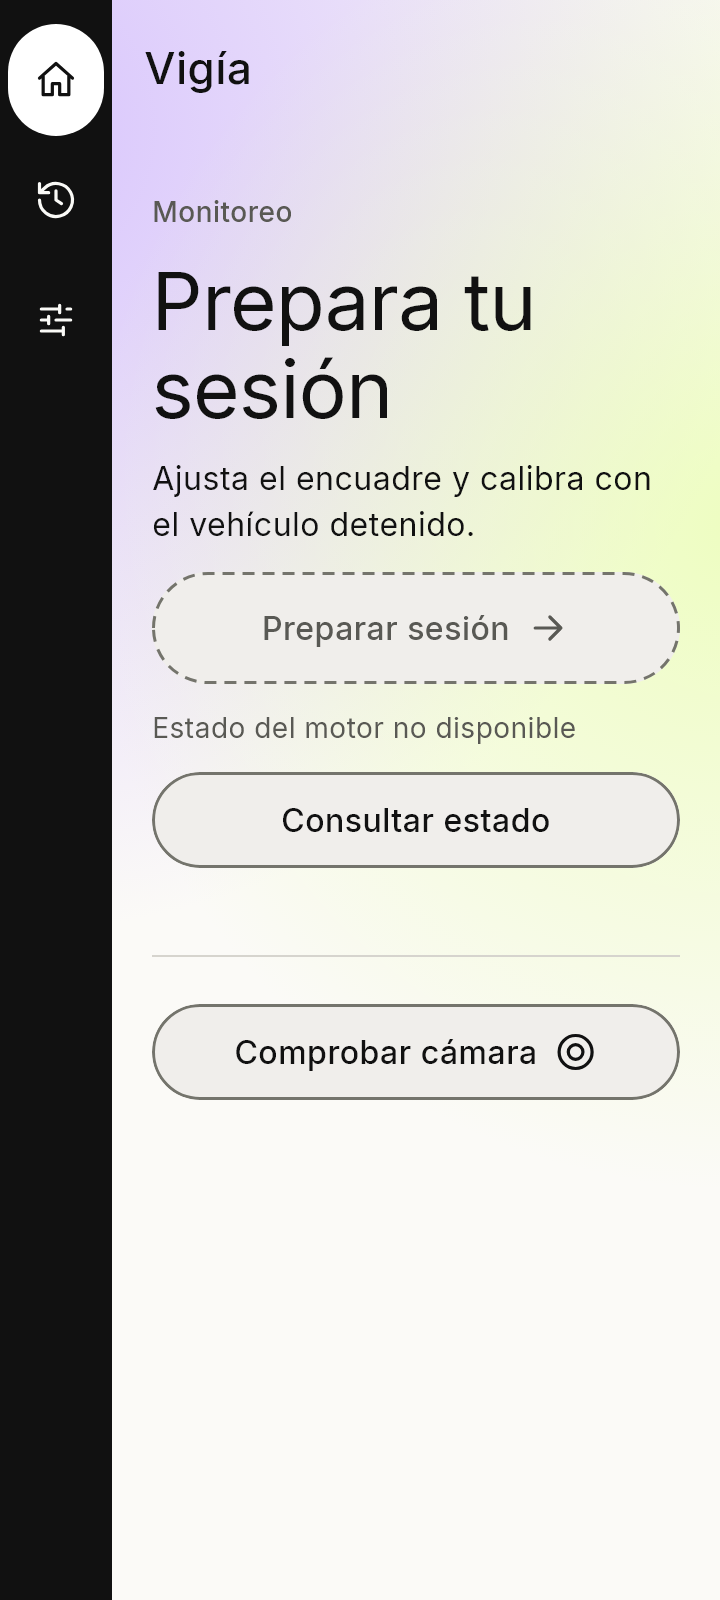 Vigía
Monitoreo
Prepara tu
sesión
Ajusta el encuadre y calibra con
el vehículo detenido.
Preparar sesión
Estado del motor no disponible
Consultar estado
Comprobar cámara